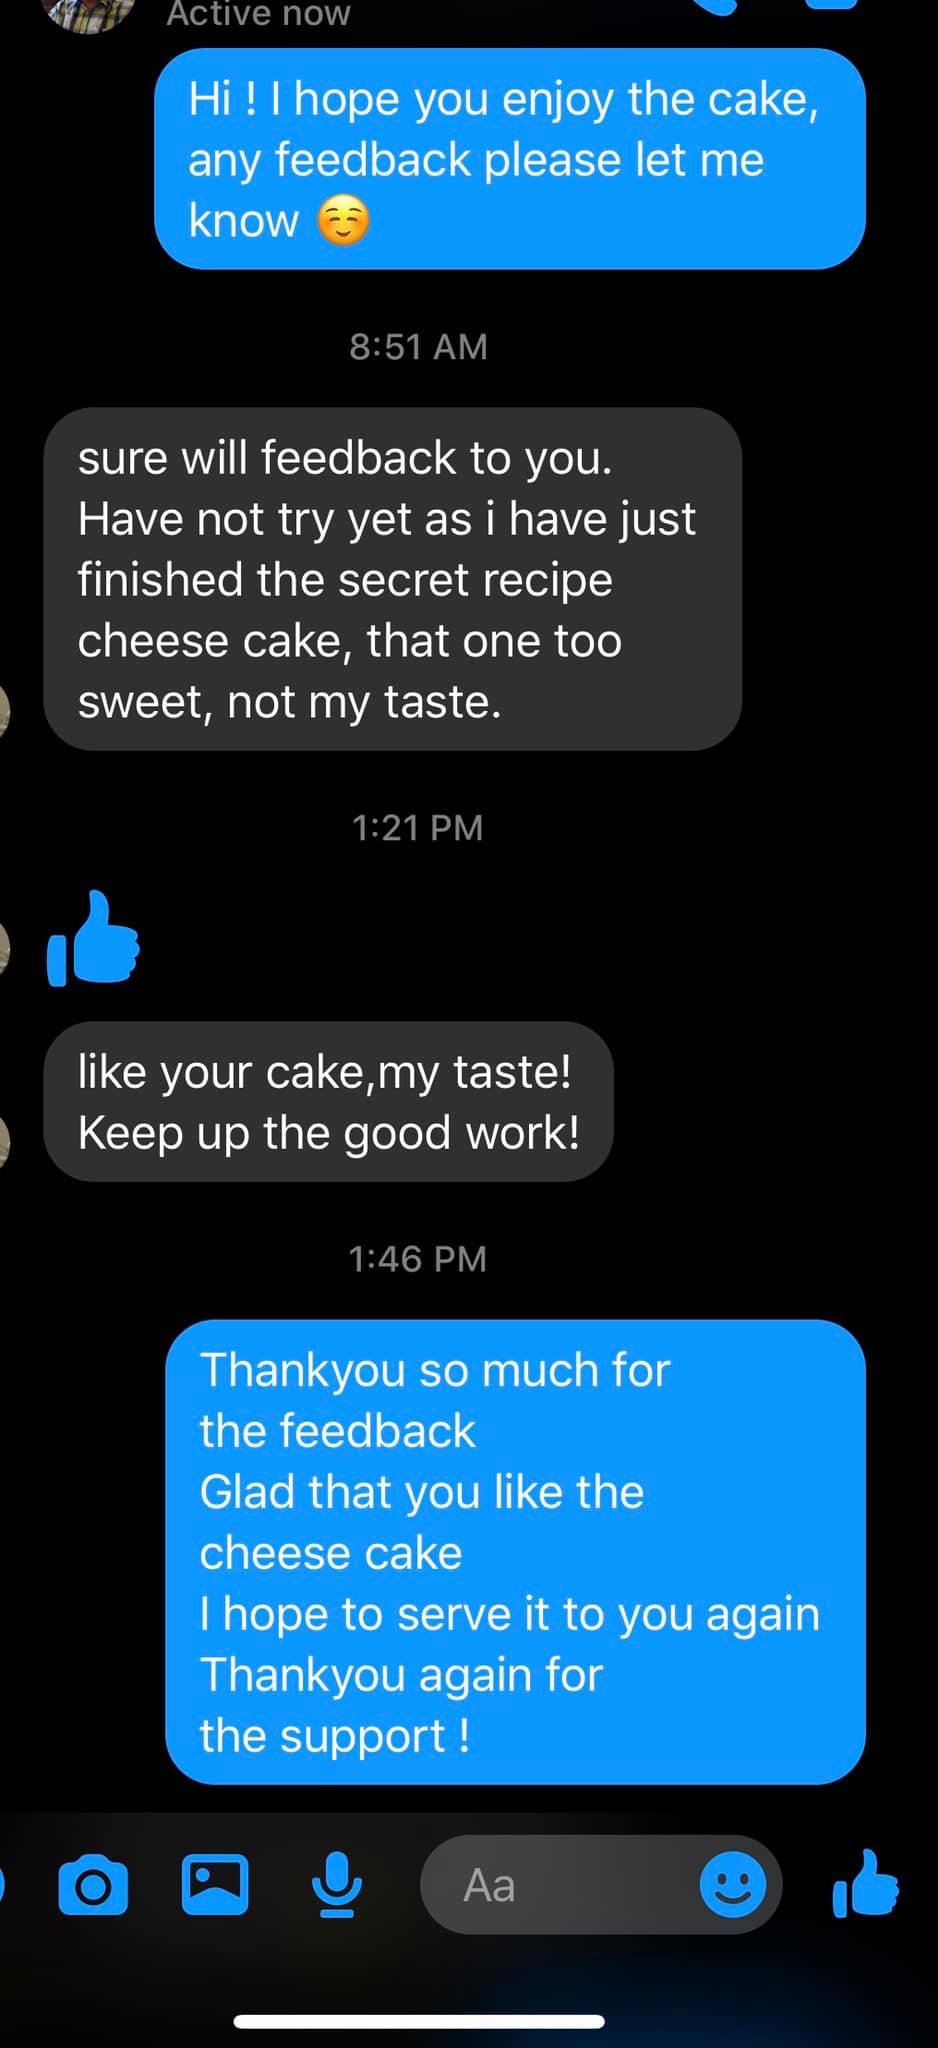 Active now
Hi ! I hope you enjoy the cake,
any feedback please let me
know ☺️
8:51 AM
sure will feedback to you.
Have not try yet as i have just
finished the secret recipe
cheese cake, that one too
sweet, not my taste.
1:21 PM
like your cake,my taste!
Keep up the good work!
1:46 PM
Thankyou so much for
the feedback
Glad that you like the
cheese cake
I hope to serve it to you again
Thankyou again for
the support !
Aa